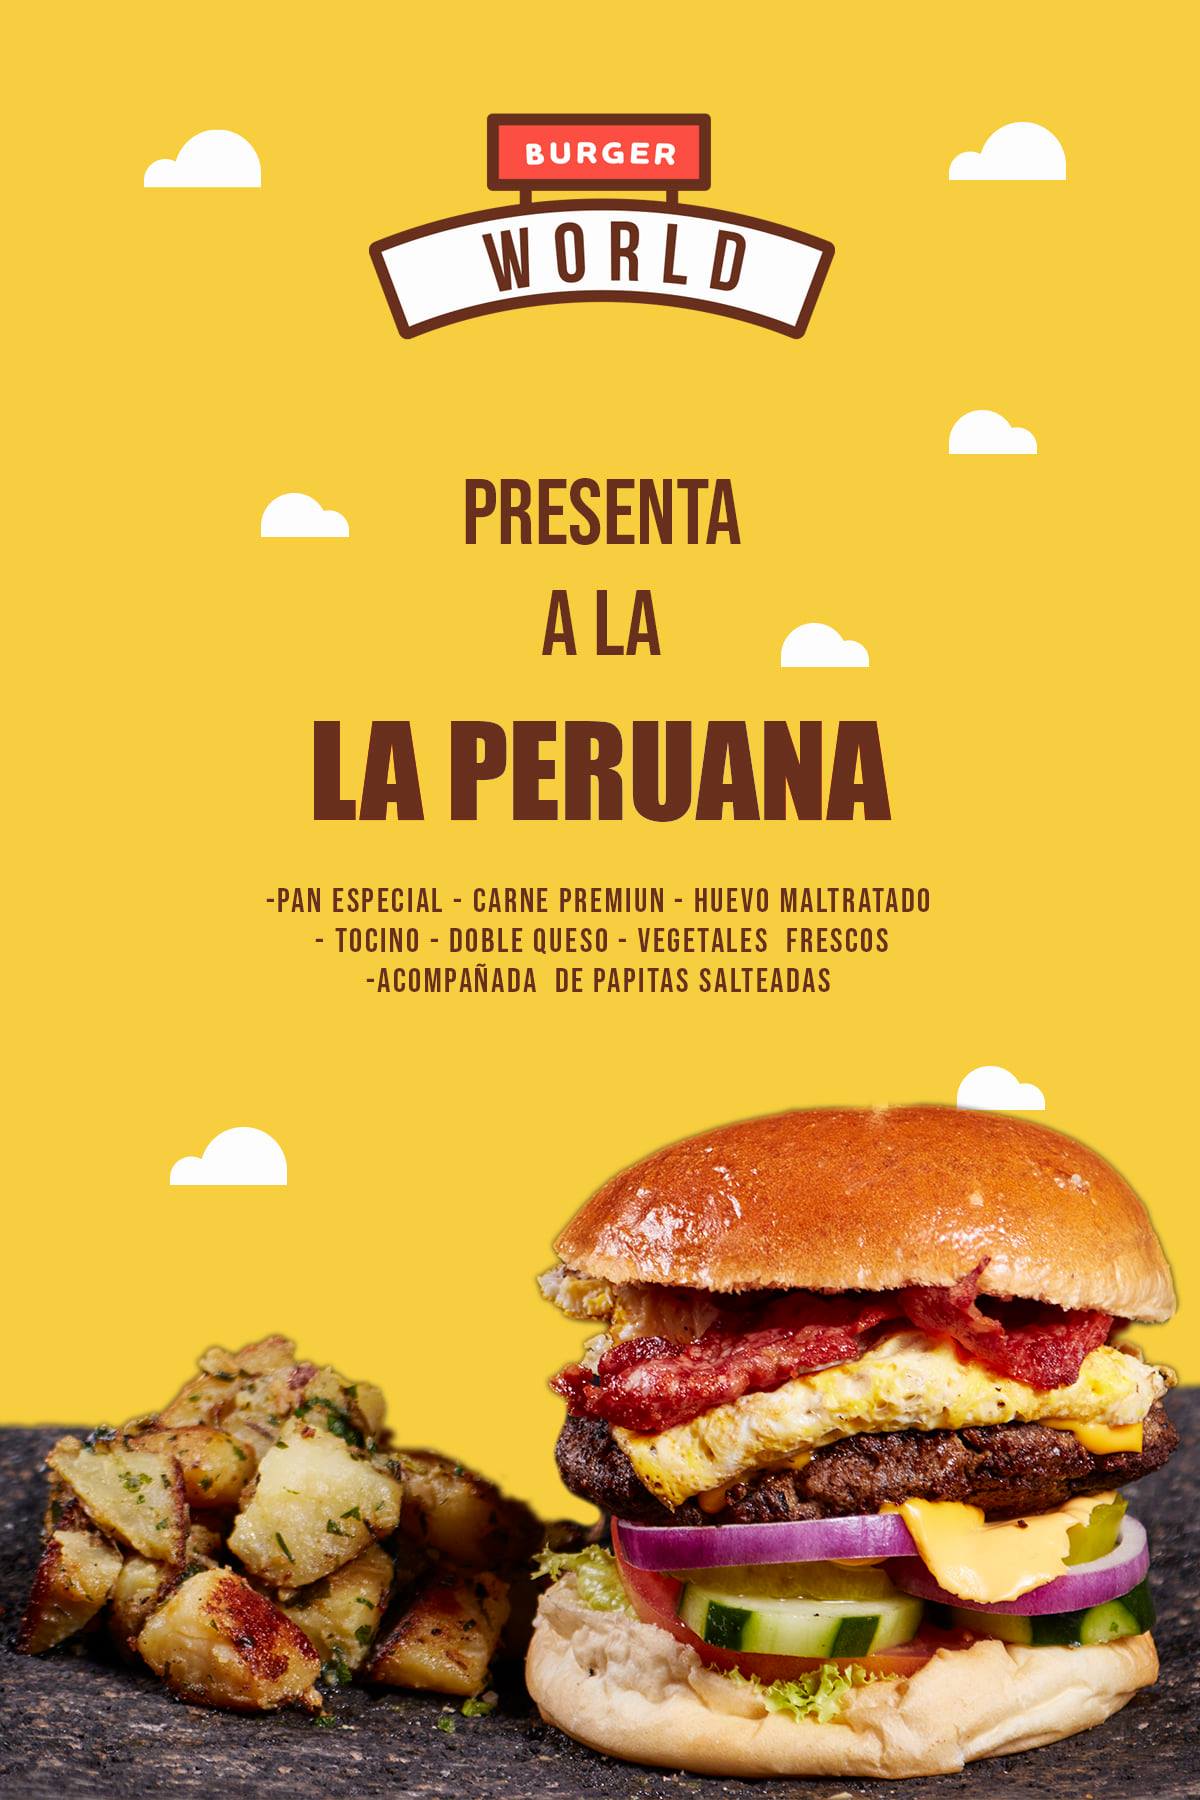 BURGER
WORLD
PRESENTA
A LA
LA PERUANA
-PAN ESPECIAL - CARNE PREMIUN - HUEVO MALTRATADO
- TOCINO - DOBLE QUESO - VEGETALES  FRESCOS
-ACOMPAÑADA  DE PAPITAS SALTEADAS